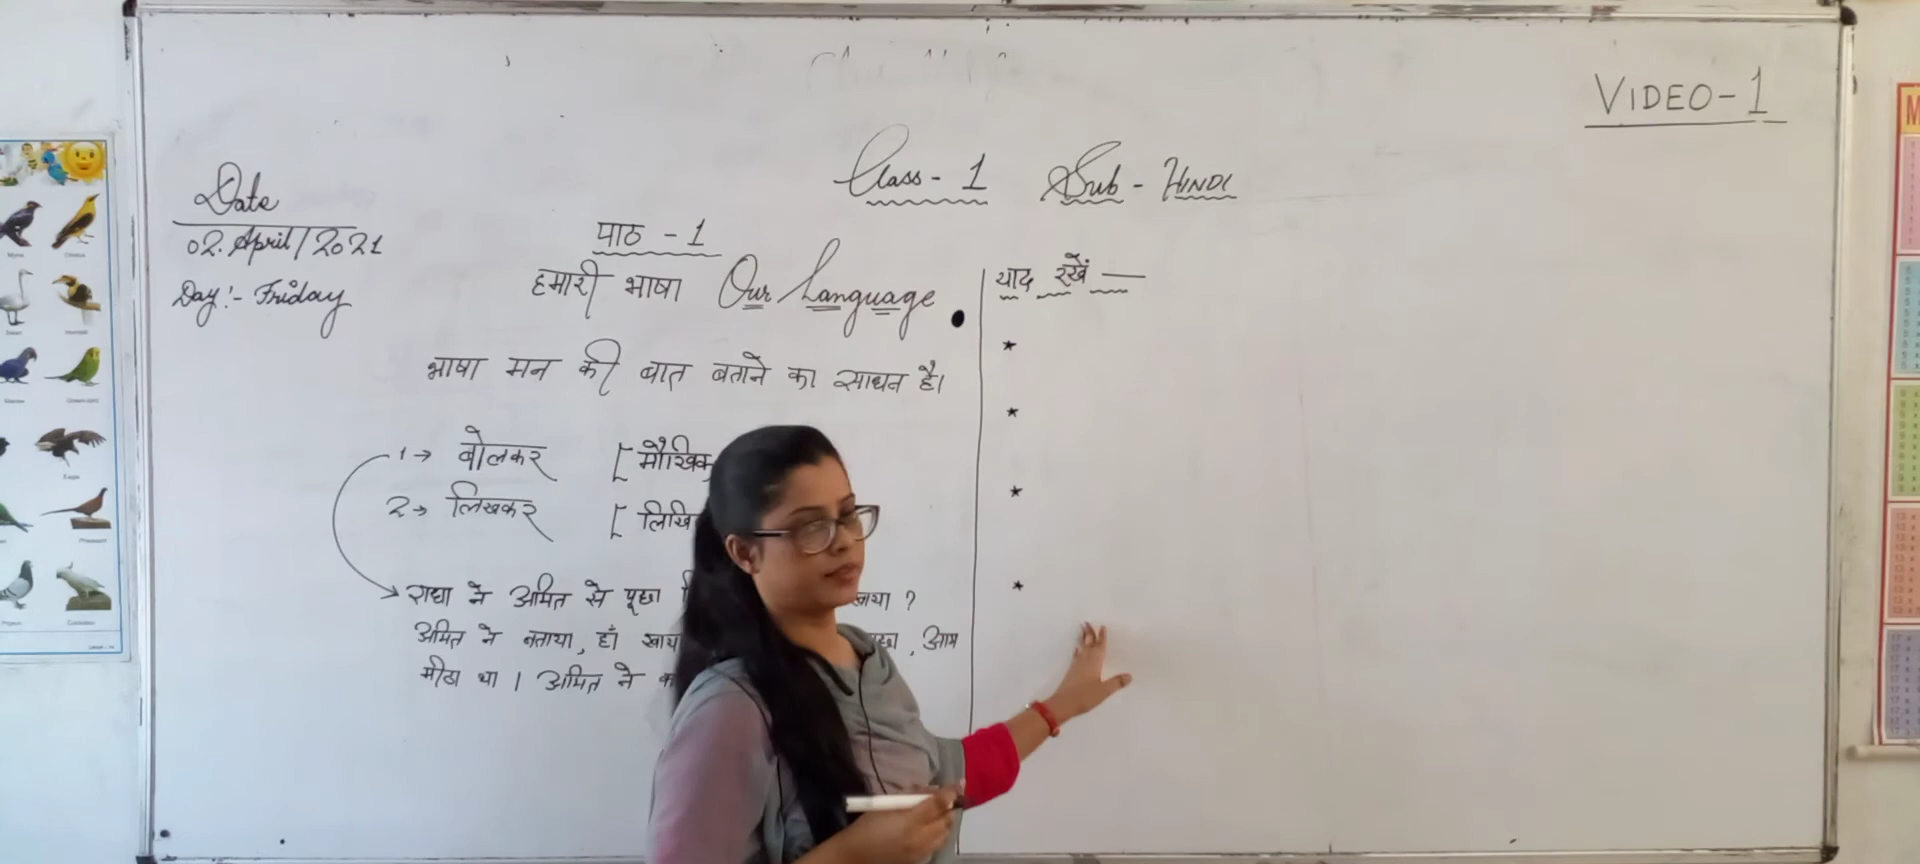 VIDEO-1
Class - 1 Sub - HINDI
Date
02. April/2021
Day:- Friday
पाठ - 1
हमारी भाषा Our Language
भाषा मन की बात बताने का साधन है।
1→ बोलकर [मौखिक
2→ लिखकर [लिखि
राधा ने अमित से पूछा खाया ?
अमित ने बताया, हाँ , आम
मीठा था । अमित ने
याद रखें —